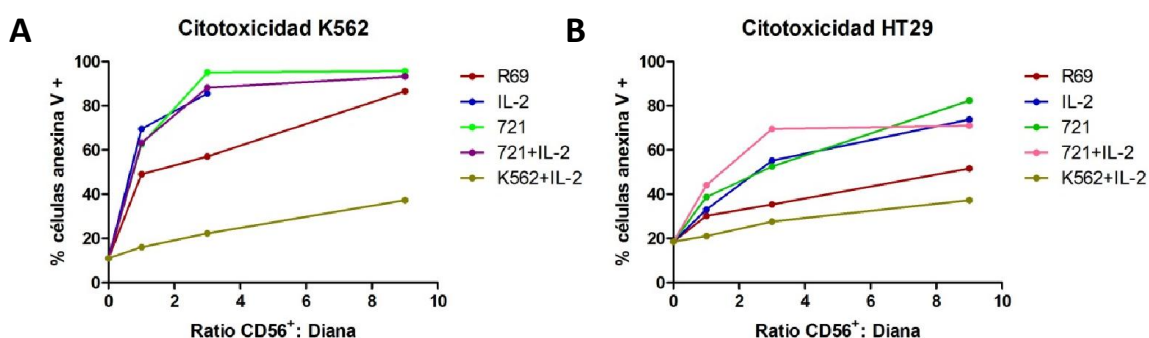 A
Citotoxicidad K562
% células anexina V +
100
80
60
40
20
0
0 2 4 6 8 10
Ratio CD56+: Diana
R69
IL-2
721
721+IL-2
K562+IL-2
B
Citotoxicidad HT29
% células anexina V +
100
80
60
40
20
0
0 2 4 6 8 10
Ratio CD56+: Diana
R69
IL-2
721
721+IL-2
K562+IL-2